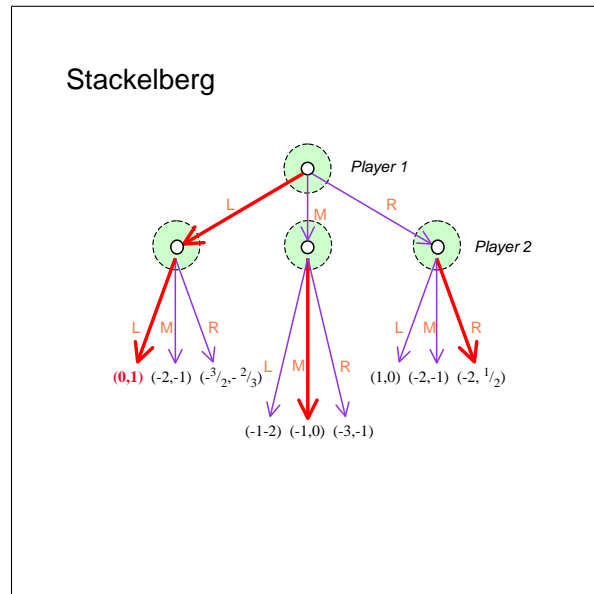 Stackelberg
Player 1
L
M
R
Player 2
L M R
L M R
L M R
(0,1) (-2,-1) (-3/2,- 2/3)
(1,0) (-2,-1) (-2, 1/2)
(-1-2) (-1,0) (-3,-1)